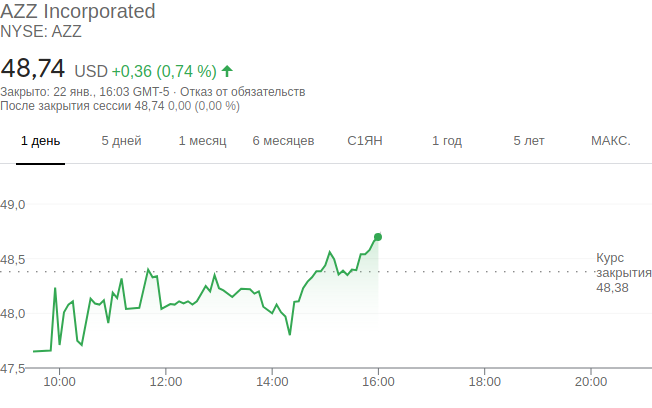 AZZ Incorporated
NYSE: AZZ
48,74 USD +0,36 (0,74 %)
Закрыто: 22 янв., 16:03 GMT-5 · Отказ от обязательств
После закрытия сессии 48,74 0,00 (0,00 %)
1 день 5 дней 1 месяц 6 месяцев С1ЯН 1 год 5 лет МАКС.
49,0
48,5
Курс
закрытия
48,38
48,0
47,5
10:00 12:00 14:00 16:00 18:00 20:00